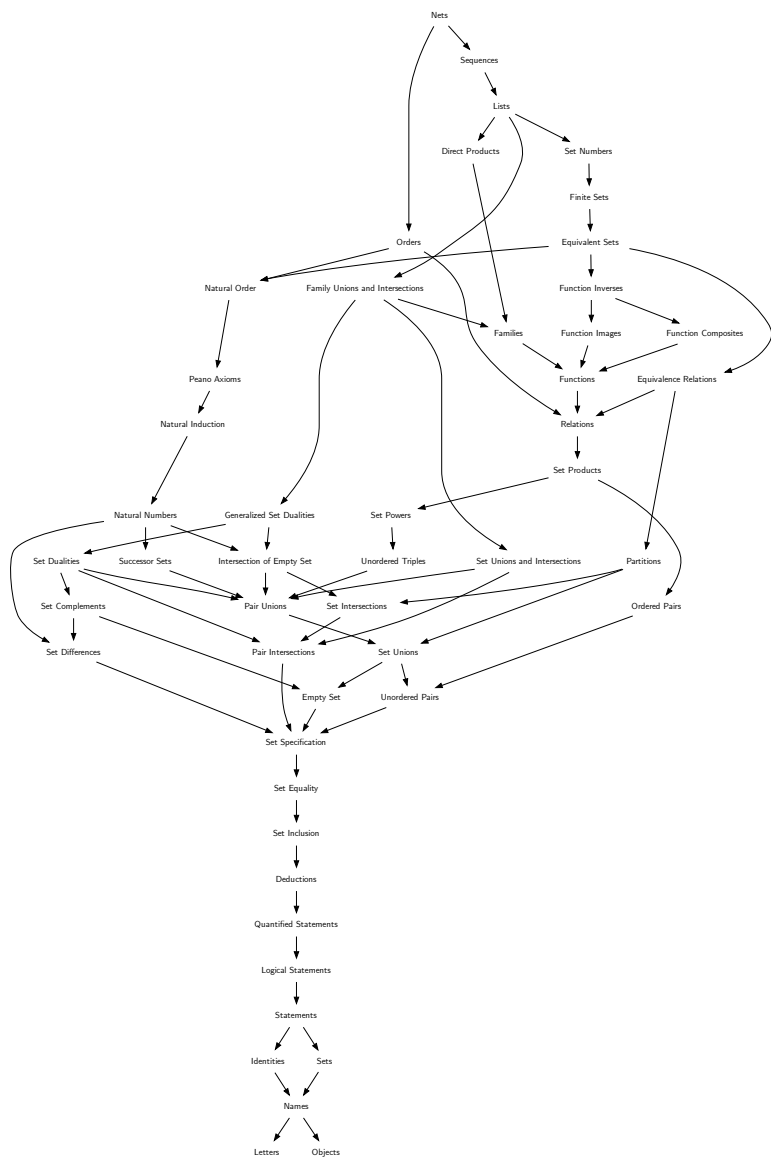 Nets
Sequences
Lists
Direct Products
Set Numbers
Finite Sets
Orders
Equivalent Sets
Natural Order
Family Unions and Intersections
Function Inverses
Families
Function Images
Function Composites
Peano Axioms
Functions
Equivalence Relations
Natural Induction
Relations
Set Products
Natural Numbers
Generalized Set Dualities
Set Powers
Set Dualities
Successor Sets
Intersection of Empty Set
Unordered Triples
Set Unions and Intersections
Partitions
Set Complements
Pair Unions
Set Intersections
Ordered Pairs
Set Differences
Pair Intersections
Set Unions
Empty Set
Unordered Pairs
Set Specification
Set Equality
Set Inclusion
Deductions
Quantified Statements
Logical Statements
Statements
Identities
Sets
Names
Letters
Objects